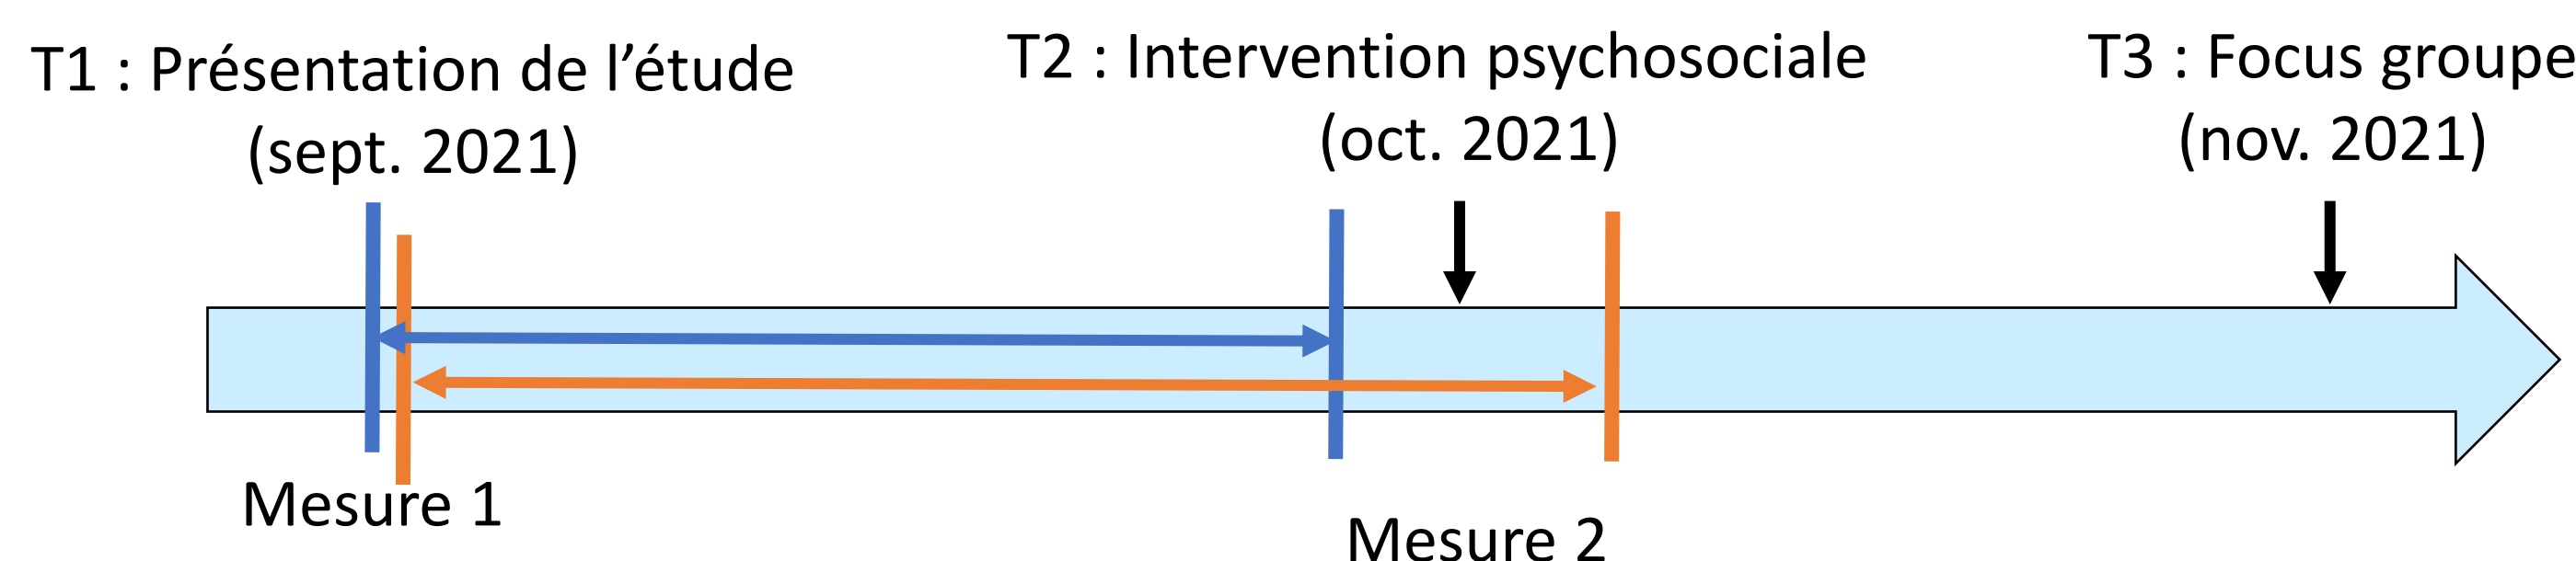 T1 : Présentation de l’étude
(sept. 2021)
T2 : Intervention psychosociale
(oct. 2021)
T3 : Focus groupe
(nov. 2021)
Mesure 1
Mesure 2